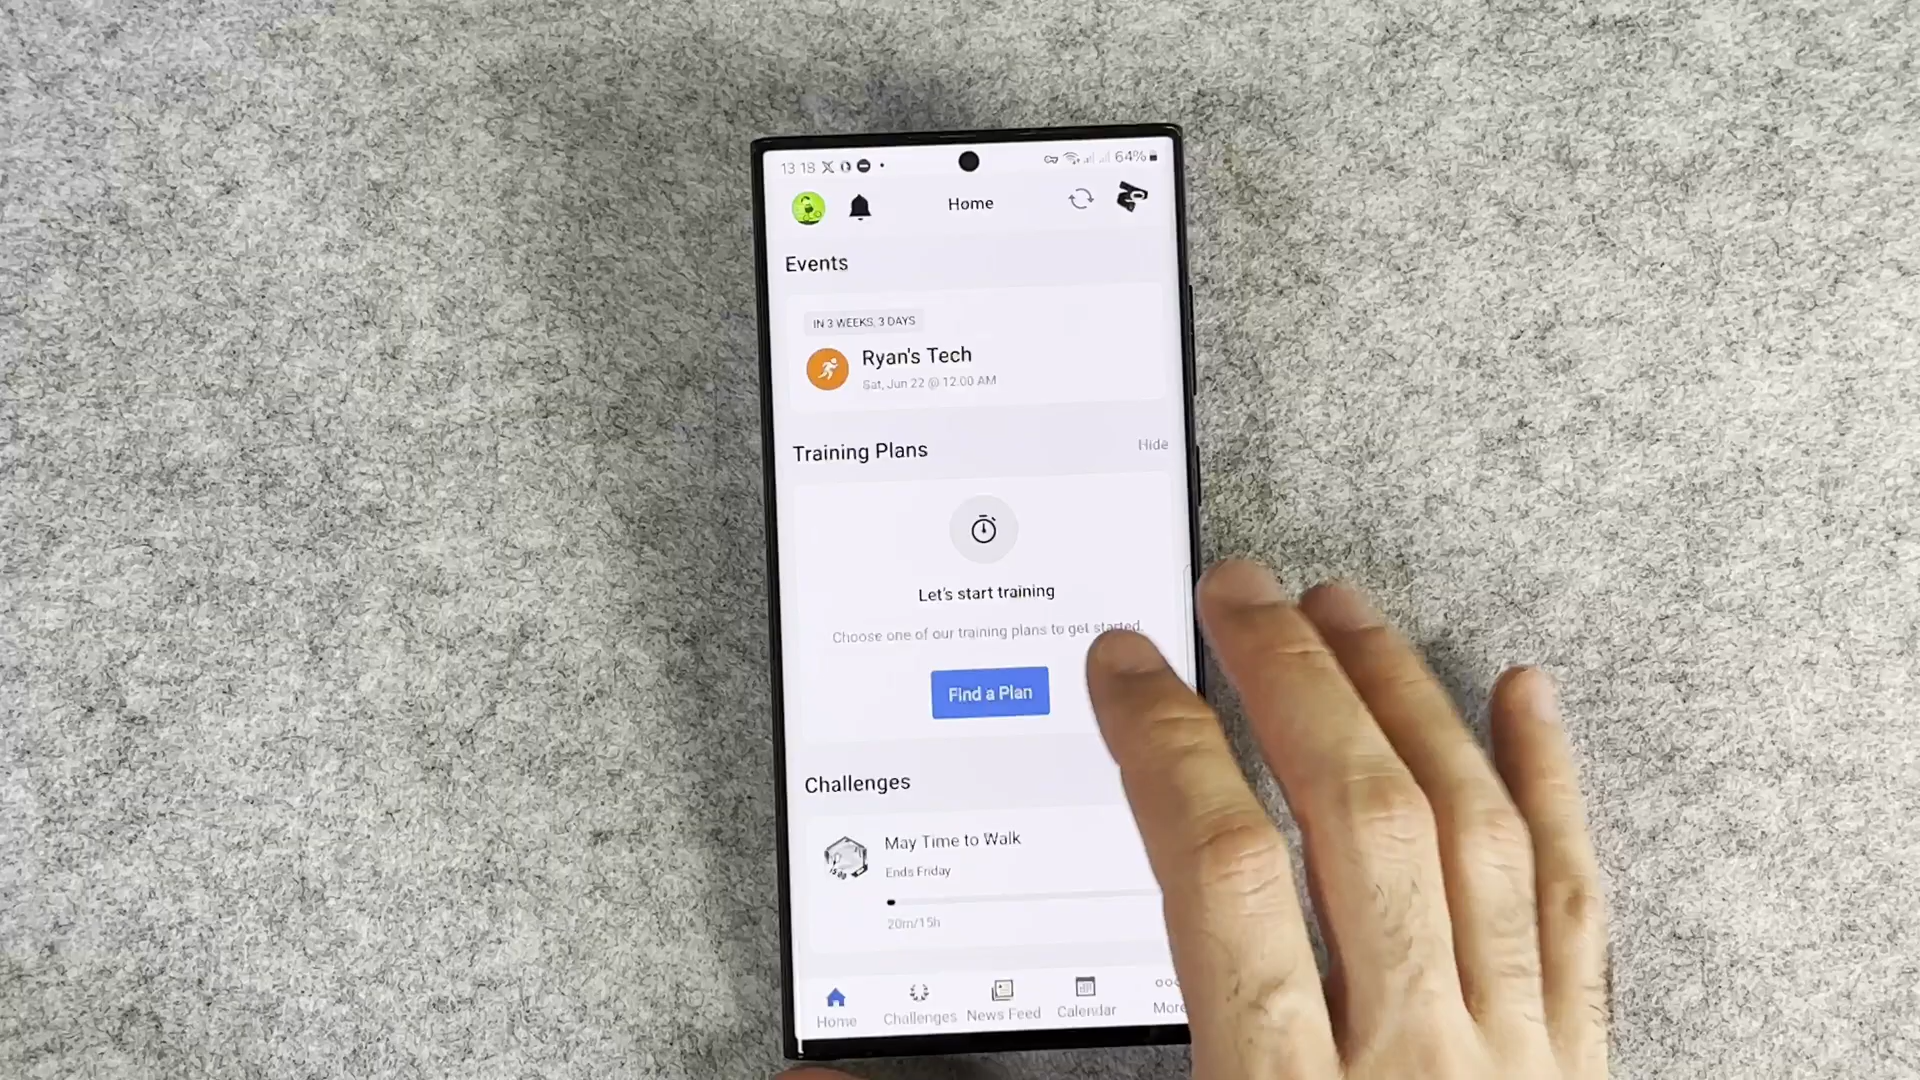 13:18
64%
Home
Events
IN 3 WEEKS, 3 DAYS
Ryan's Tech
Sat, Jun 22 @ 12:00 AM
Training Plans
Hide
Let's start training
Choose one of our training plans to get started.
Find a Plan
Challenges
May Time to Walk
Ends Friday
20m/15h
Home
Challenges
News Feed
Calendar
More